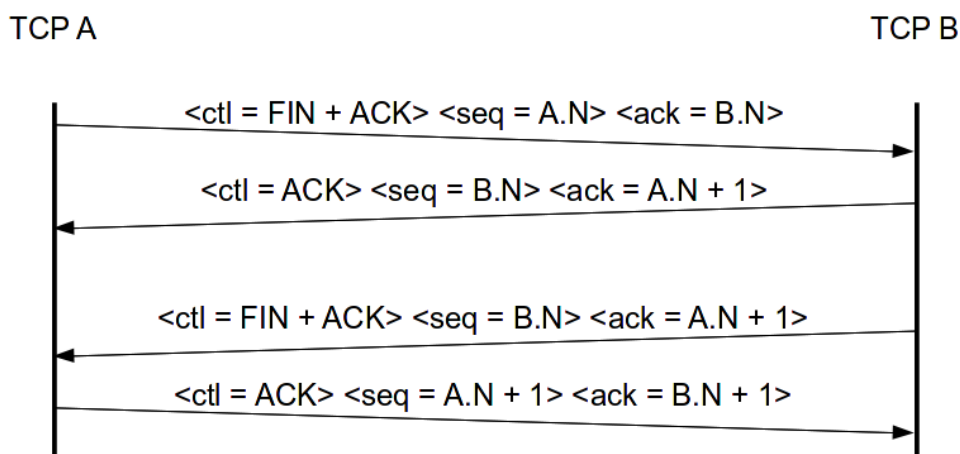 TCP A
TCP B
<ctl = FIN + ACK> <seq = A.N> <ack = B.N>
<ctl = ACK> <seq = B.N> <ack = A.N + 1>
<ctl = FIN + ACK> <seq = B.N> <ack = A.N + 1>
<ctl = ACK> <seq = A.N + 1> <ack = B.N + 1>